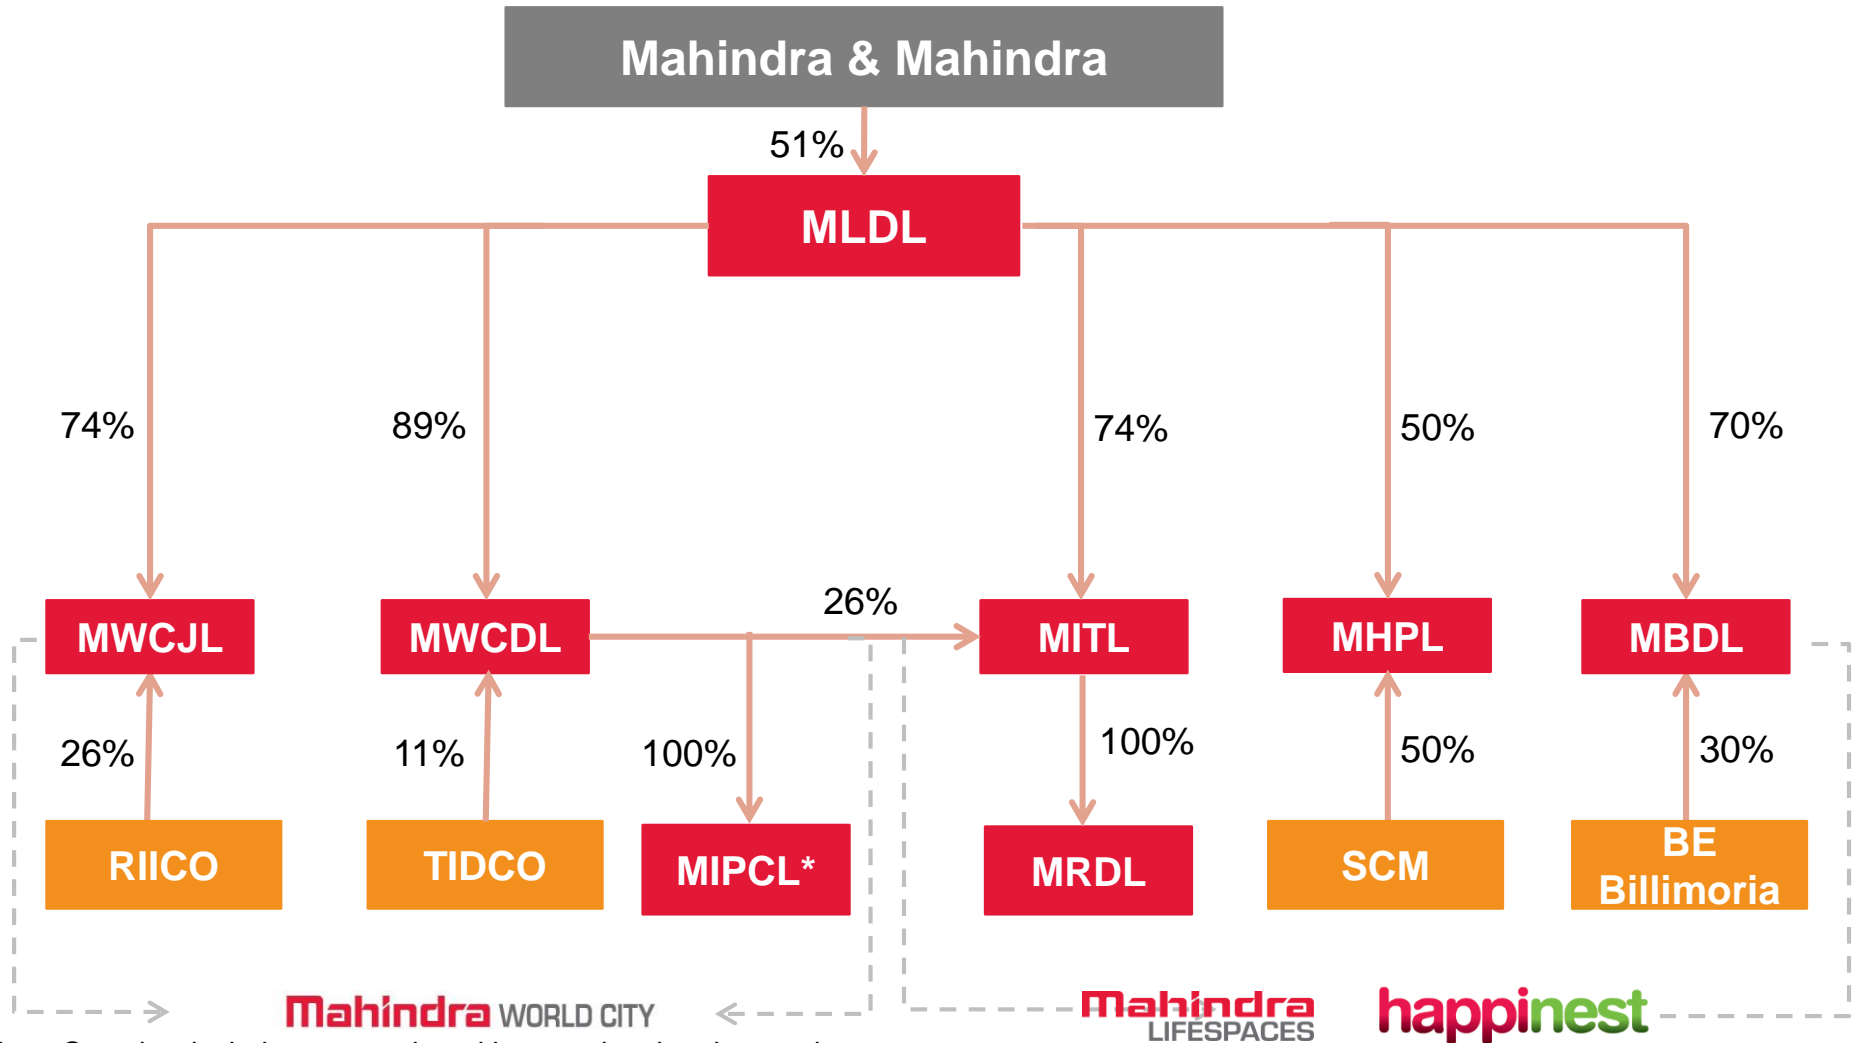 Mahindra & Mahindra
51%
MLDL
74%
89%
74%
50%
70%
26%
MWCJL
MWCDL
MITL
MHPL
MBDL
26%
11%
100%
100%
50%
30%
RIICO
TIDCO
MIPCL*
MRDL
SCM
BE
Billimoria
Mahindra WORLD CITY
Mahindra
LIFESPACES
happinest